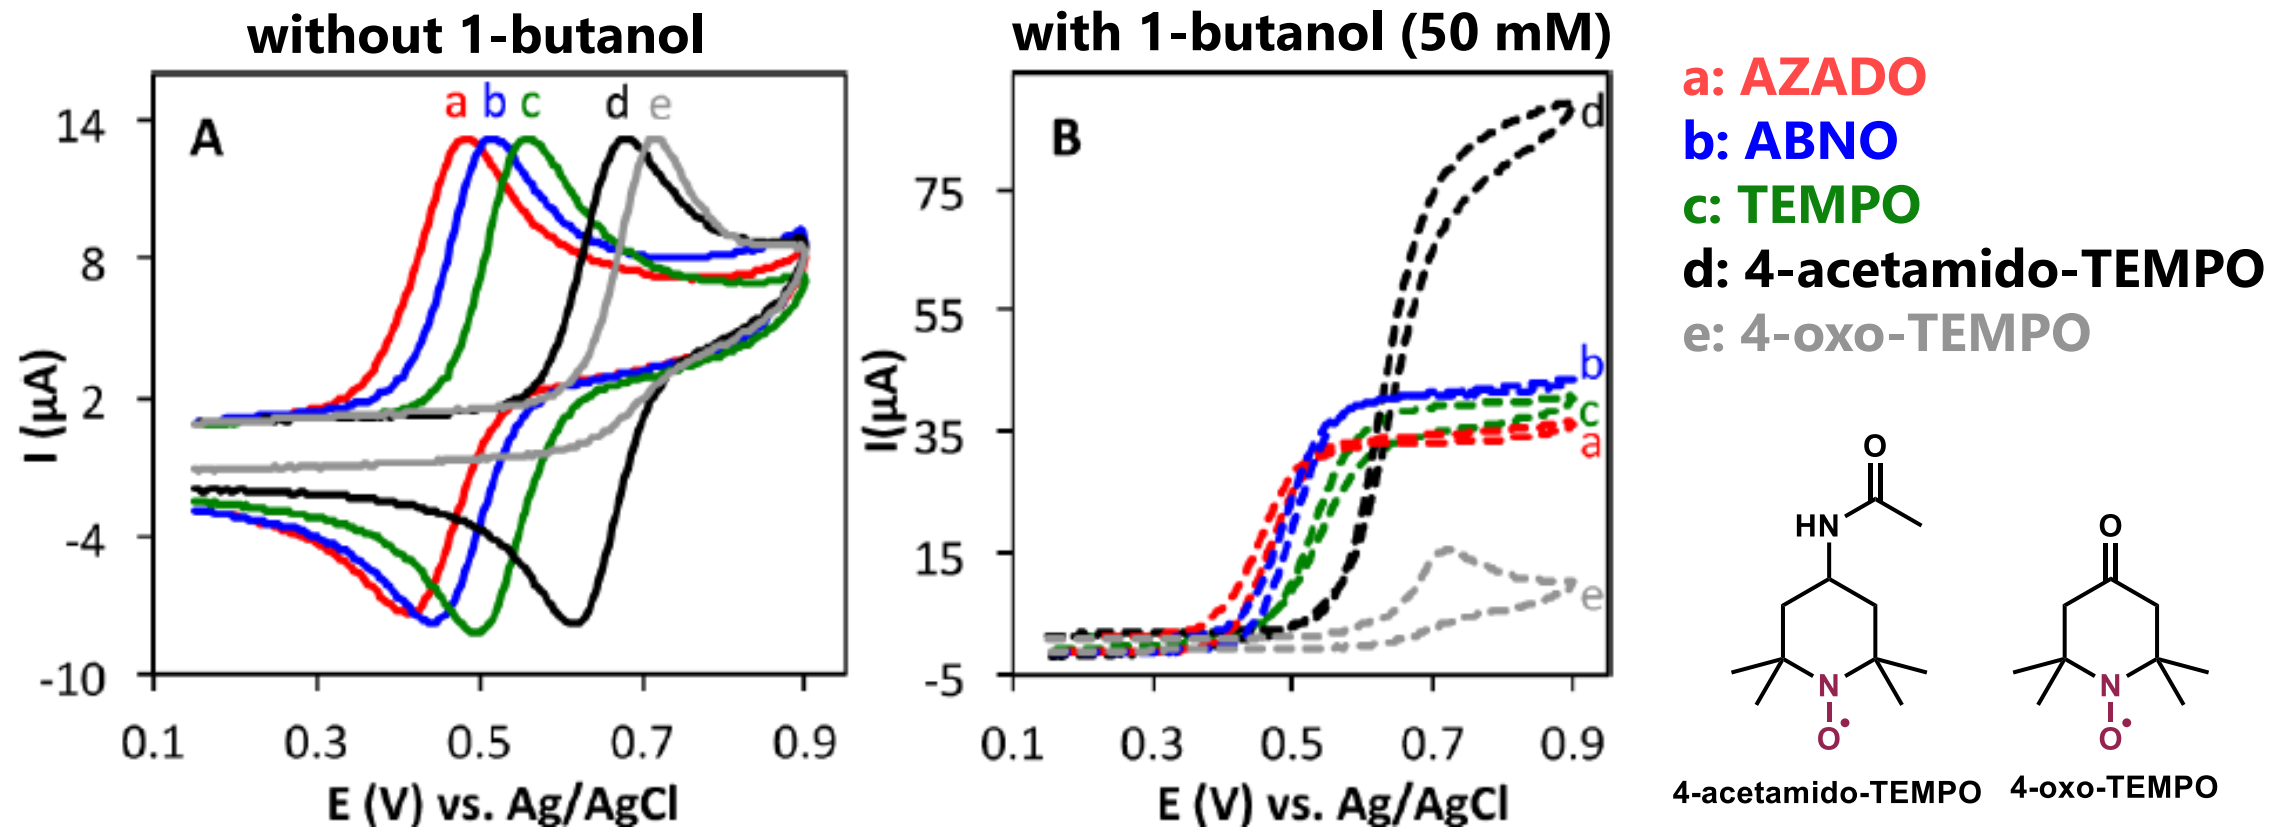 without 1-butanol
with 1-butanol (50 mM)
a b c d e
A
14
8
2
-4
-10
0.1 0.3 0.5 0.7 0.9
I (µA)
E (V) vs. Ag/AgCl
B
d
b
c
a
e
75
55
35
15
-5
0.1 0.3 0.5 0.7 0.9
I(µA)
E (V) vs. Ag/AgCl
a: AZADO
b: ABNO
c: TEMPO
d: 4-acetamido-TEMPO
e: 4-oxo-TEMPO
O
HN
N
O
4-acetamido-TEMPO
O
N
O
4-oxo-TEMPO